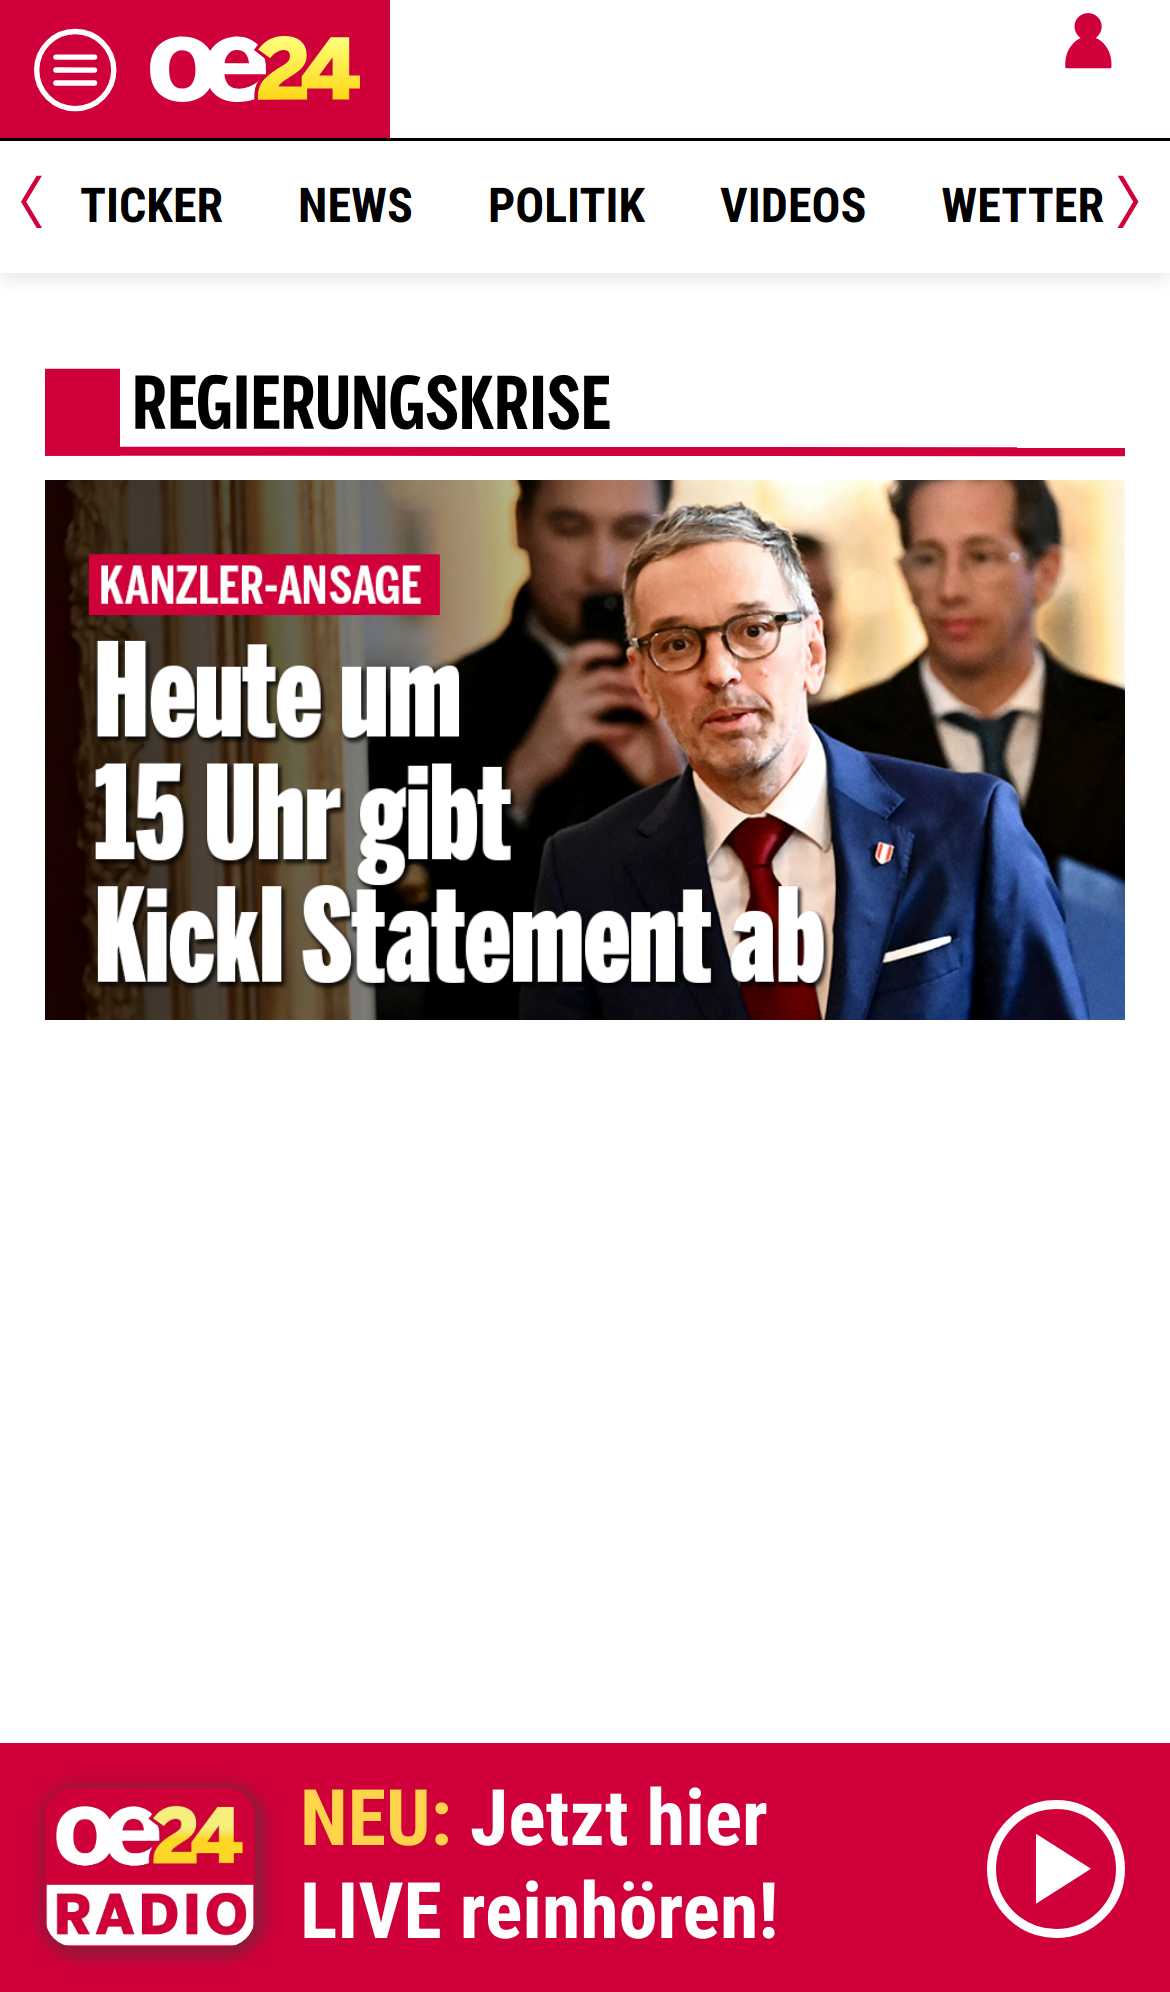 oe24
TICKER NEWS POLITIK VIDEOS WETTER
REGIERUNGSKRISE
KANZLER-ANSAGE
Heute um
15 Uhr gibt
Kickl Statement ab
oe24
RADIO
NEU: Jetzt hier
LIVE reinhören!